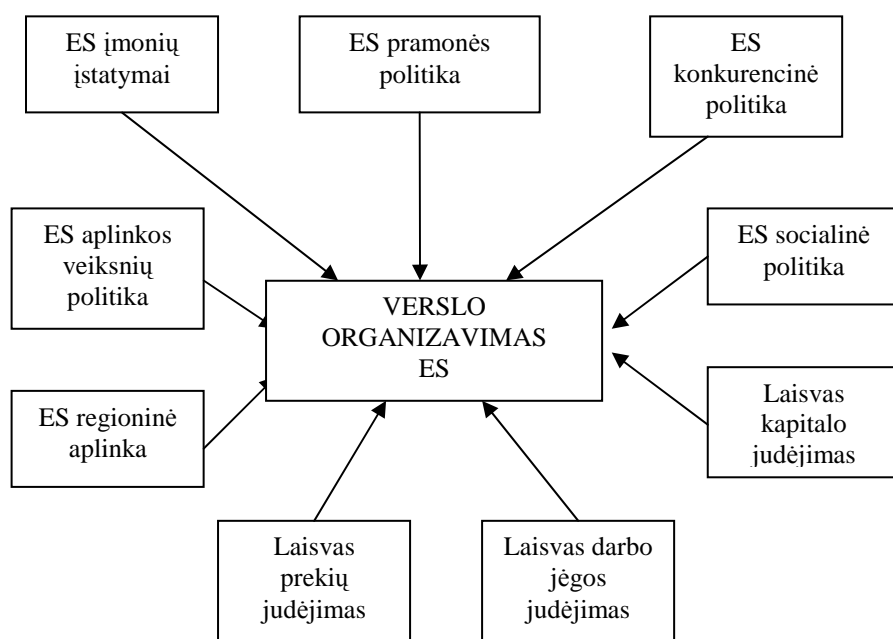 ES įmonių
įstatymai
ES pramonės
politika
ES
konkurencinė
politika
ES aplinkos
veiksnių
politika
ES socialinė
politika
VERSLO
ORGANIZAVIMAS
ES
ES regioninė
aplinka
Laisvas
kapitalo
judėjimas
Laisvas
prekių
judėjimas
Laisvas darbo
jėgos
judėjimas